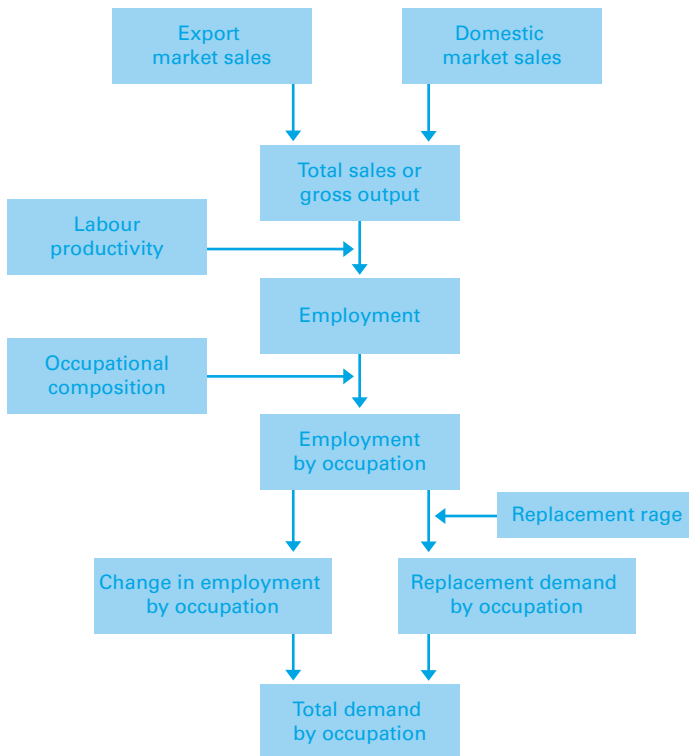 Export
market sales
Domestic
market sales
Total sales or
gross output
Labour
productivity
Employment
Occupational
composition
Employment
by occupation
Replacement rage
Change in employment
by occupation
Replacement demand
by occupation
Total demand
by occupation